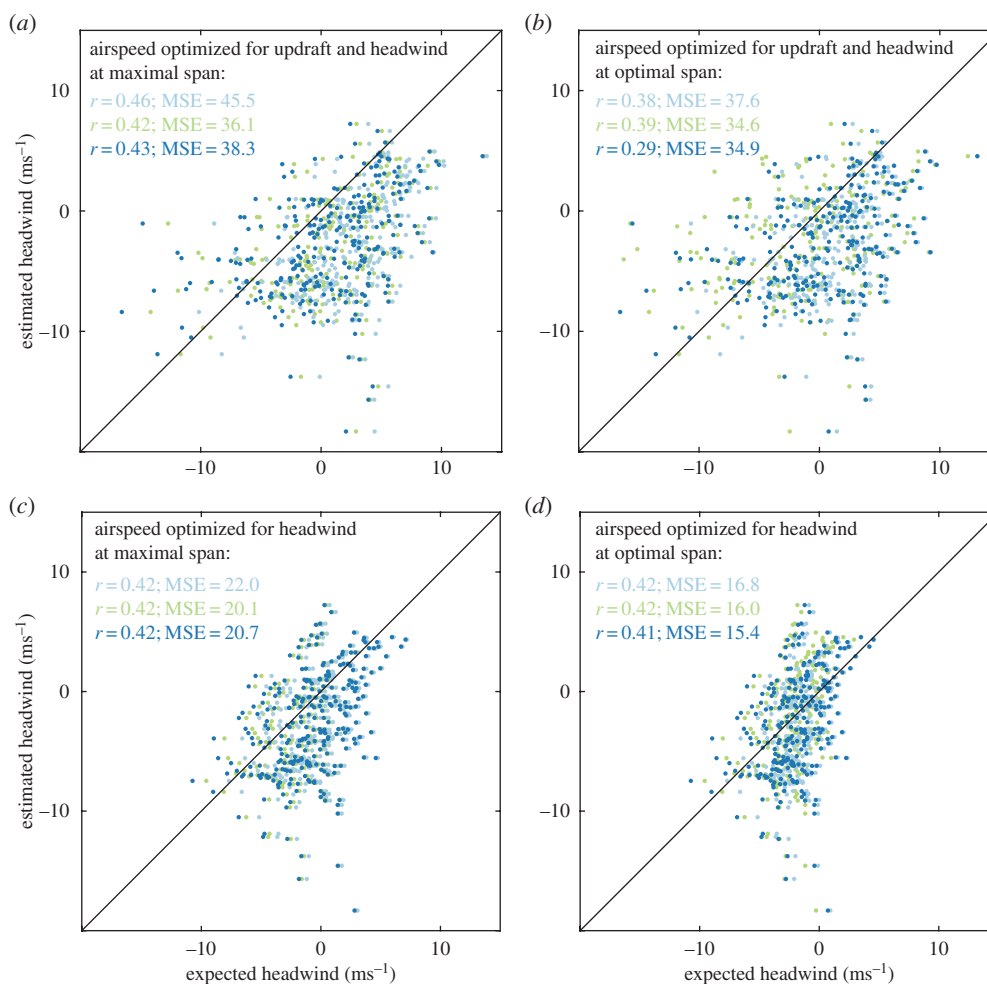 (a)
airspeed optimized for updraft and headwind
at maximal span:
r = 0.46; MSE = 45.5
r = 0.42; MSE = 36.1
r = 0.43; MSE = 38.3
10
0
–10
estimated headwind (ms⁻¹)
–10 0 10
(b)
airspeed optimized for updraft and headwind
at optimal span:
r = 0.38; MSE = 37.6
r = 0.39; MSE = 34.6
r = 0.29; MSE = 34.9
10
0
–10
–10 0 10
(c)
airspeed optimized for headwind
at maximal span:
r = 0.42; MSE = 22.0
r = 0.42; MSE = 20.1
r = 0.42; MSE = 20.7
10
0
–10
estimated headwind (ms⁻¹)
–10 0 10
expected headwind (ms⁻¹)
(d)
airspeed optimized for headwind
at optimal span:
r = 0.42; MSE = 16.8
r = 0.42; MSE = 16.0
r = 0.41; MSE = 15.4
10
0
–10
–10 0 10
expected headwind (ms⁻¹)